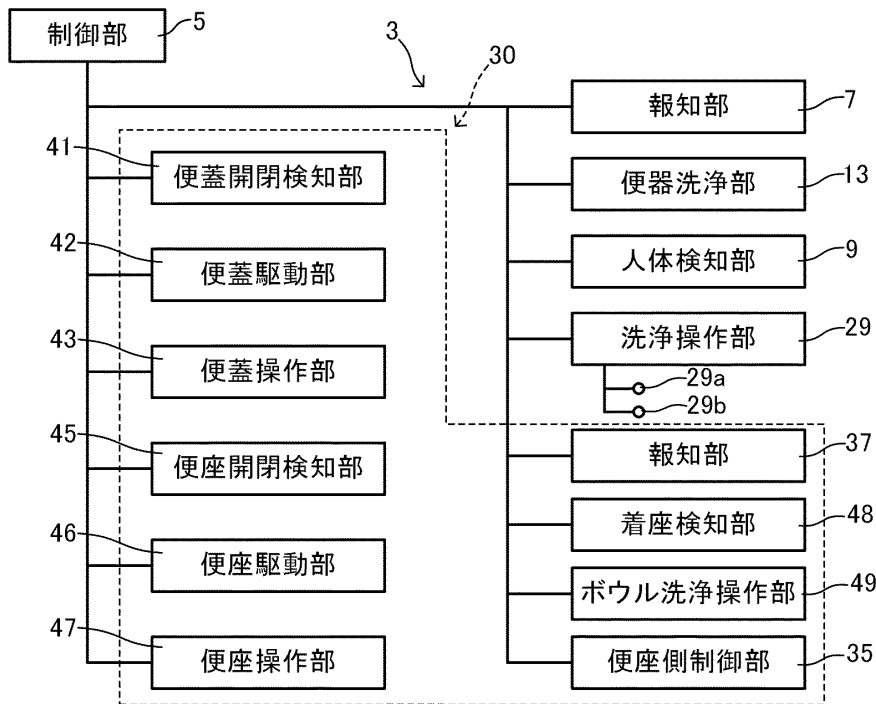 制御部
5
3
30
報知部
7
41
便蓋開閉検知部
便器洗浄部
13
42
便蓋駆動部
人体検知部
9
43
便蓋操作部
洗浄操作部
29
29a
29b
45
便座開閉検知部
報知部
37
46
便座駆動部
着座検知部
48
ボウル洗浄操作部
49
47
便座操作部
便座側制御部
35